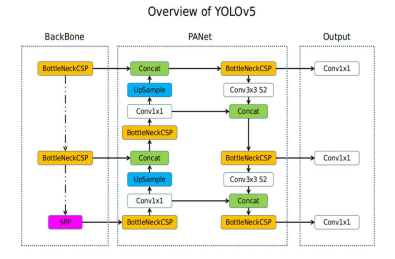 Overview of YOLOv5
BackBone
PANet
Output
BottleNeckCSP
Concat
BottleNeckCSP
Conv1x1
UpSample
Conv3x3 S2
Conv1x1
Concat
BottleNeckCSP
BottleNeckCSP
Concat
BottleNeckCSP
Conv1x1
UpSample
Conv3x3 S2
Conv1x1
Concat
SPP
BottleNeckCSP
BottleNeckCSP
Conv1x1